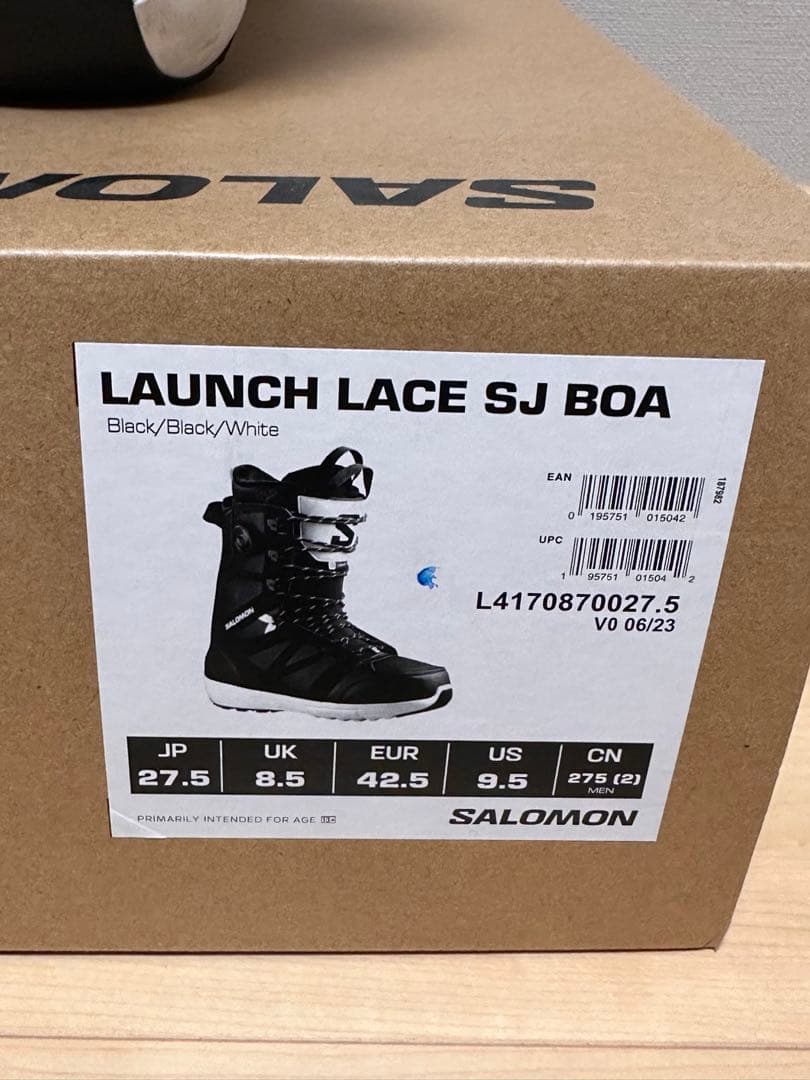 SALOM
LAUNCH LACE SJ BOA
Black/Black/White
EAN
0 195751 015042
187982
UPC
1 95751 01504 2
S
SALOMON
L4170870027.5
V0 06/23
JP UK EUR US CN
27.5 8.5 42.5 9.5 275 (2)
MEN
PRIMARILY INTENDED FOR AGE
SALOMON